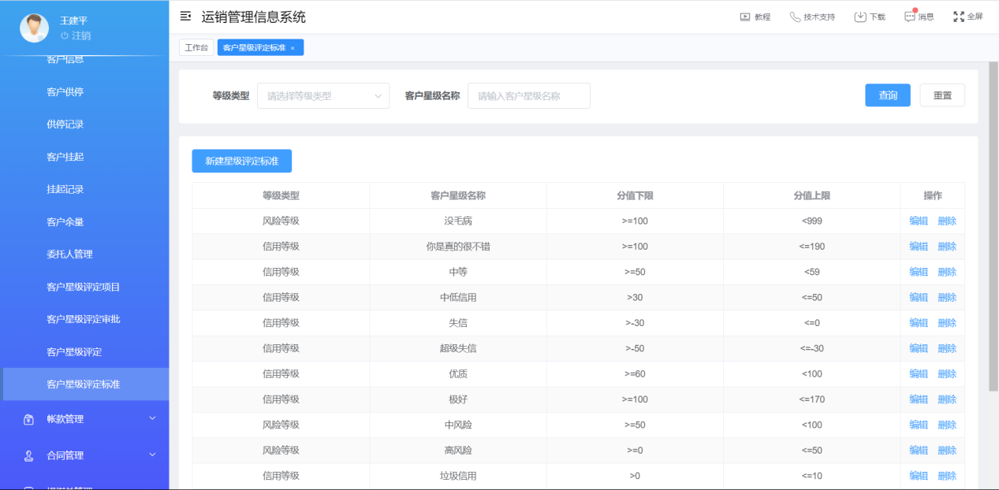 王建平
注销
客户信息
客户供停
供停记录
客户挂起
挂起记录
客户余量
委托人管理
客户星级评定项目
客户星级评定审批
客户星级评定
客户星级评定标准
帐款管理
合同管理
运销管理信息系统
教程 技术支持 下载 消息 全屏
工作台 客户星级评定标准 ×
等级类型 请选择等级类型 客户星级名称 请输入客户星级名称 查询 重置
新建星级评定标准
等级类型 客户星级名称 分值下限 分值上限 操作
风险等级 没毛病 >=100 <999 编辑 删除
信用等级 你是真的很不错 >=100 <=190 编辑 删除
信用等级 中等 >=50 <59 编辑 删除
信用等级 中低信用 >30 <=50 编辑 删除
信用等级 失信 >-30 <=0 编辑 删除
信用等级 超级失信 >-50 <=-30 编辑 删除
信用等级 优质 >=60 <100 编辑 删除
信用等级 极好 >=100 <=170 编辑 删除
风险等级 中风险 >=50 <100 编辑 删除
风险等级 高风险 >=0 <=50 编辑 删除
信用等级 垃圾信用 >0 <=10 编辑 删除